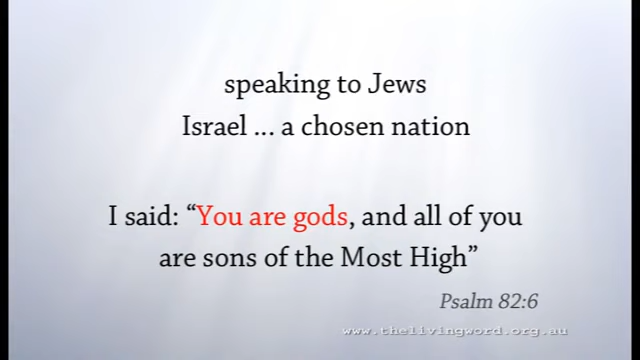 speaking to Jews
Israel ... a chosen nation
I said: “You are gods, and all of you
are sons of the Most High”
Psalm 82:6
www.thelivingword.org.au